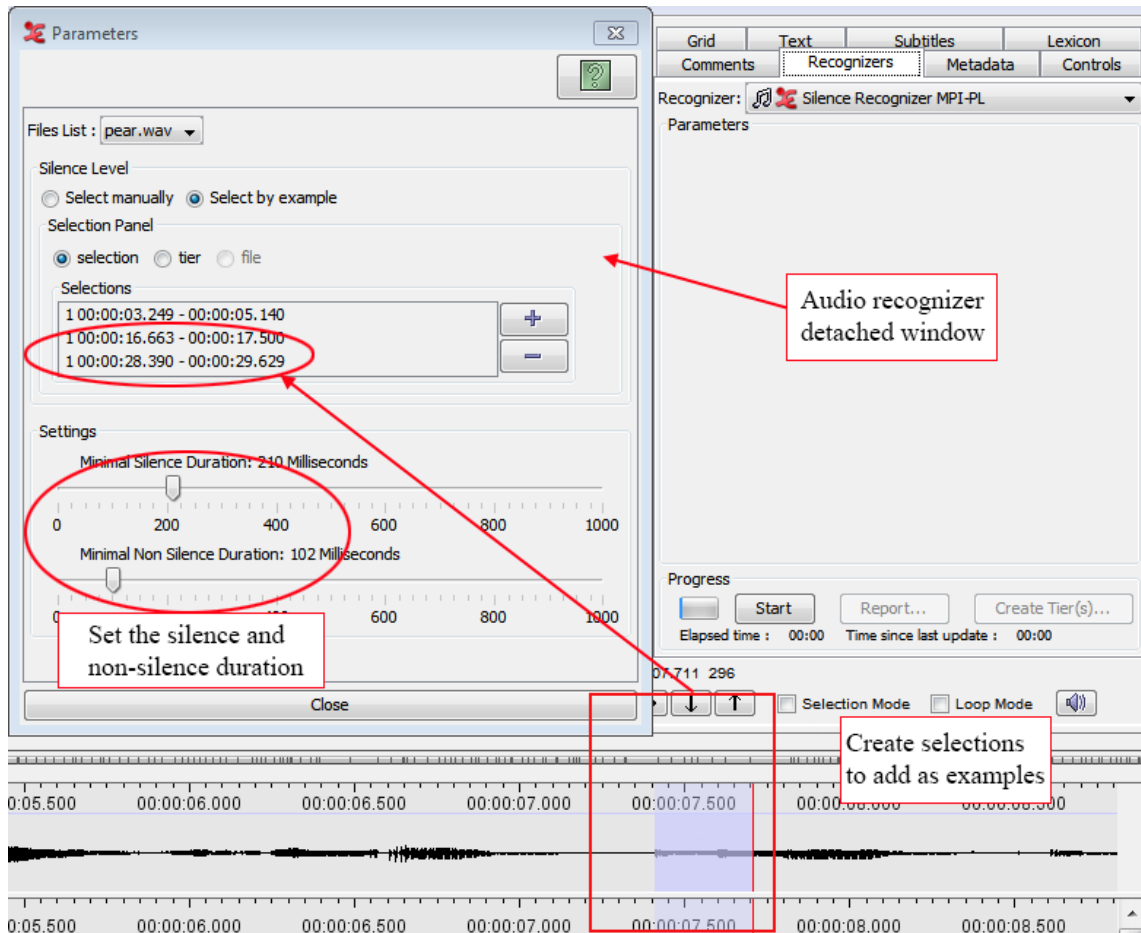 Parameters
Files List : pear.wav
Silence Level
Select manually Select by example
Selection Panel
selection tier file
Selections
1 00:00:03.249 - 00:00:05.140
1 00:00:16.663 - 00:00:17.500
1 00:00:28.390 - 00:00:29.629
+
−
Settings
Minimal Silence Duration: 210 Milliseconds
0 200 400 600 800 1000
Minimal Non Silence Duration: 102 Milliseconds
600 800 1000
Set the silence and
non-silence duration
Close
Grid Text Subtitles Lexicon
Comments Recognizers Metadata Controls
Recognizer: Silence Recognizer MPI-PL
Parameters
Audio recognizer
detached window
Progress
Start Report... Create Tier(s)...
Elapsed time : 00:00 Time since last update : 00:00
07.711 296
Selection Mode Loop Mode
Create selections
to add as examples
0:05.500 00:00:06.000 00:00:06.500 00:00:07.000 00:00:07.500
0:05.500 00:00:06.000 00:00:06.500 00:00:07.000 00:00:07.500 00:00:08.000 00:00:08.500